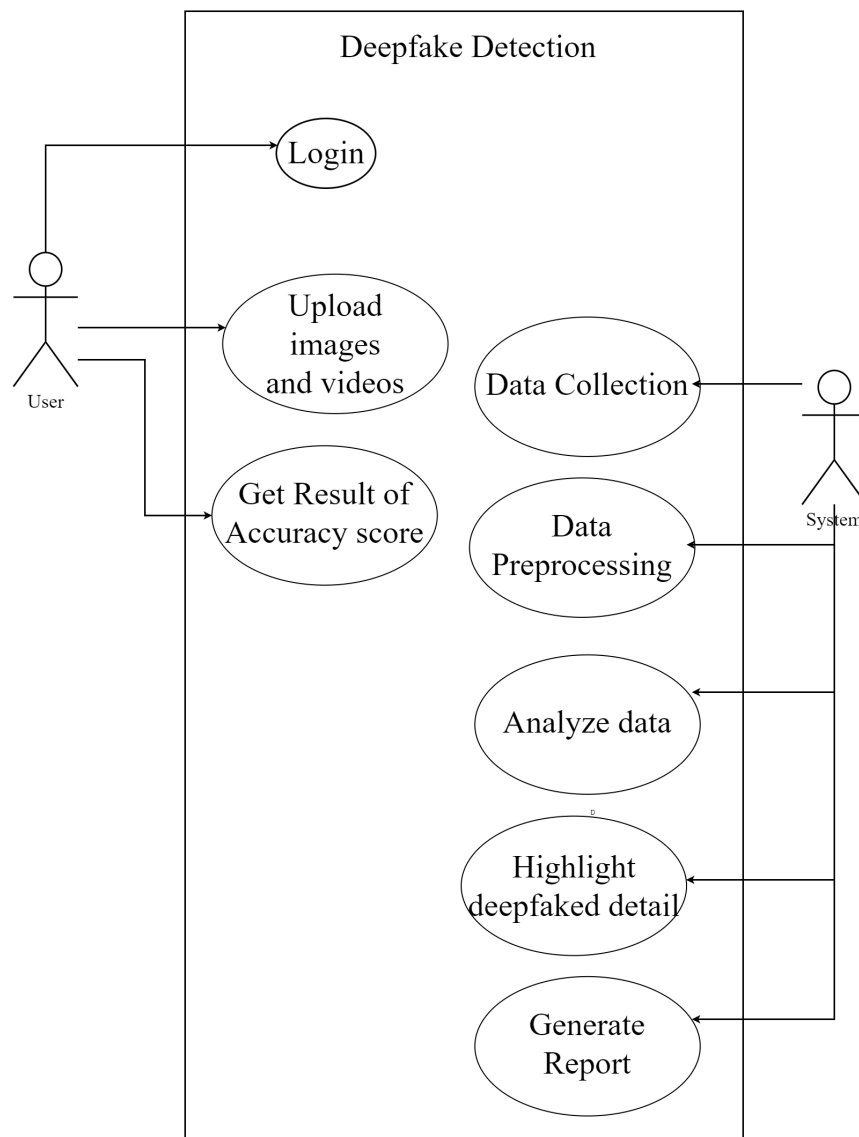 Deepfake Detection
Login
Upload
images
and videos
User
Data Collection
Get Result of
Accuracy score
System
Data
Preprocessing
Analyze data
D
Highlight
deepfaked detail
Generate
Report